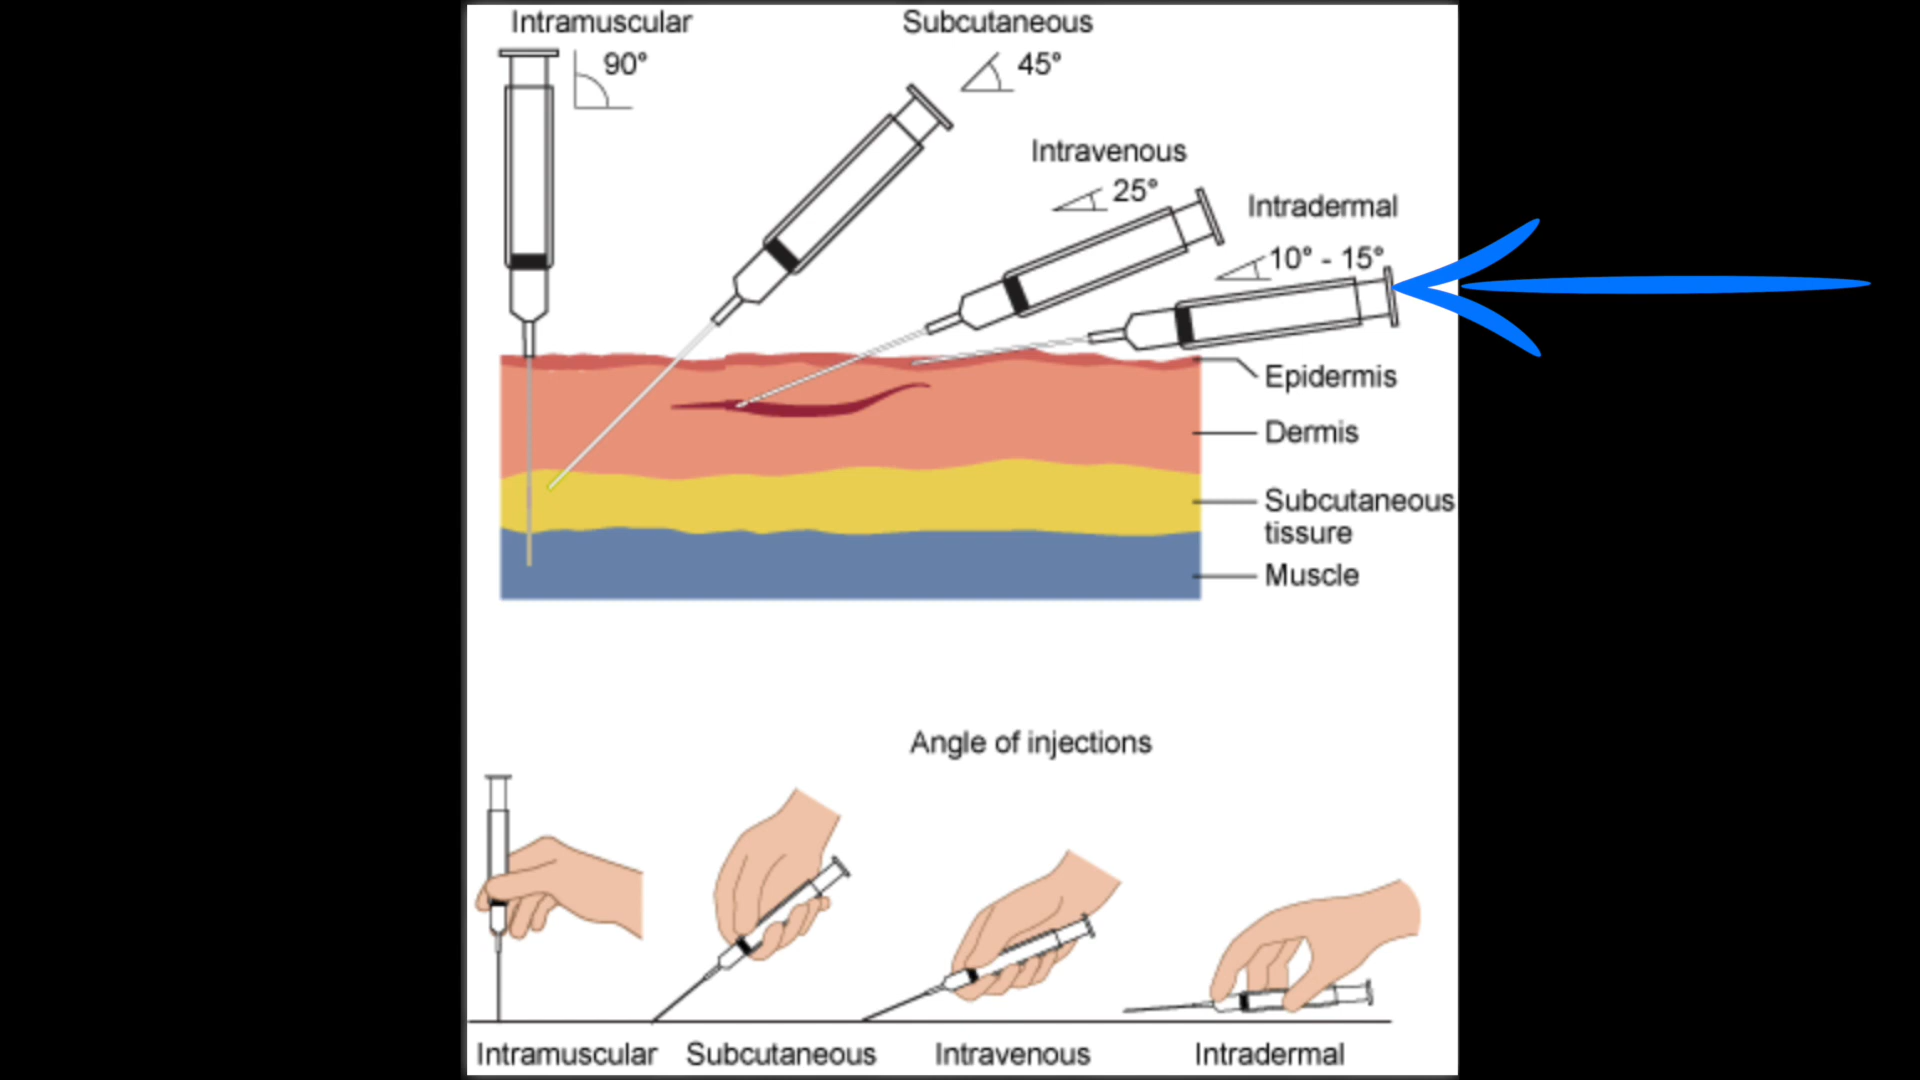 Intramuscular
90°
Subcutaneous
45°
Intravenous
25°
Intradermal
10° - 15°
Epidermis
Dermis
Subcutaneous
tissure
Muscle
Angle of injections
Intramuscular
Subcutaneous
Intravenous
Intradermal